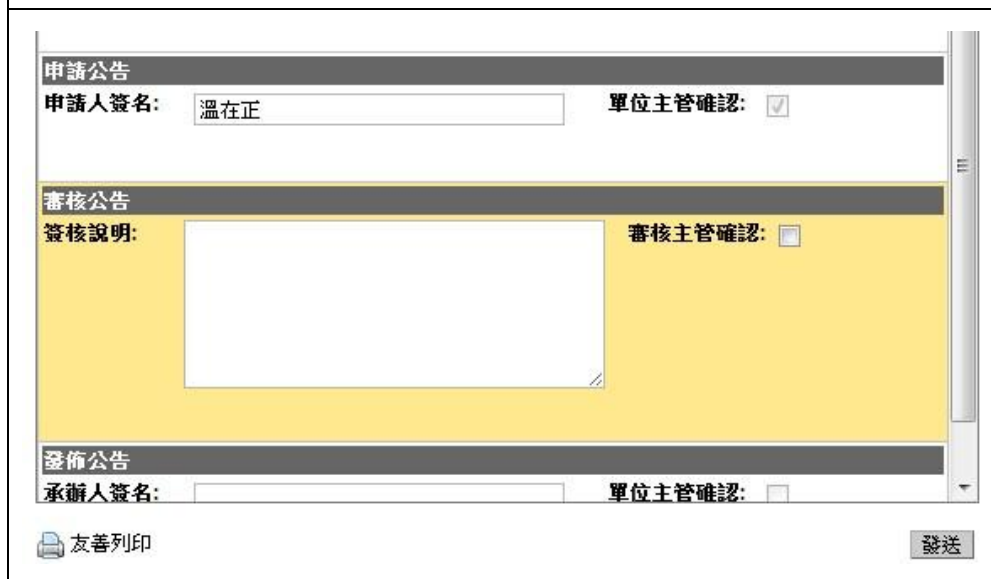 申請公告
申請人簽名: 溫在正 單位主管確認:
審核公告
簽核說明: 審核主管確認:
發佈公告
承辦人簽名: 單位主管確認:
友善列印 發送